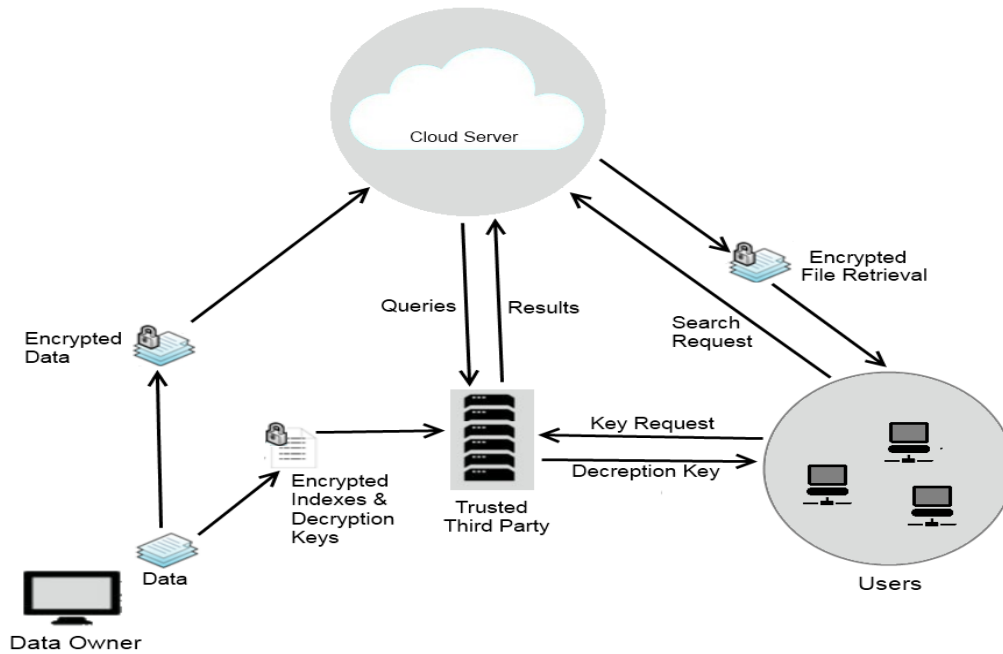 Cloud Server
Encrypted
File Retrieval
Queries
Results
Search
Request
Encrypted
Data
Key Request
Decreption Key
Encrypted
Indexes &
Decryption
Keys
Trusted
Third Party
Data
Users
Data Owner